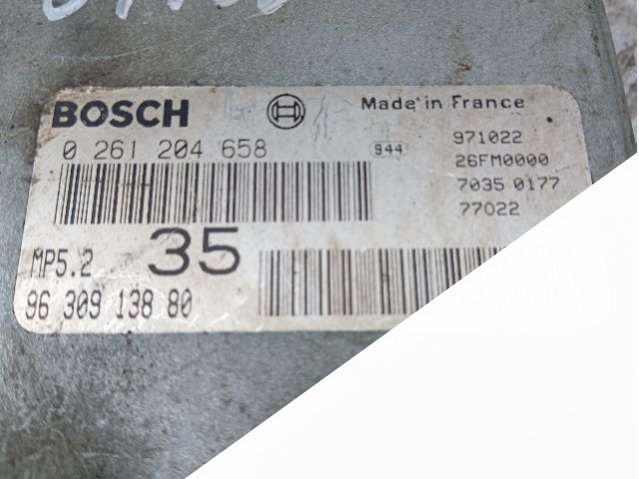 BOSCH
Made in France
0 261 204 658
944
971022
26FM0000
7035 0177
77022
MP5.2
35
96 309 138 80